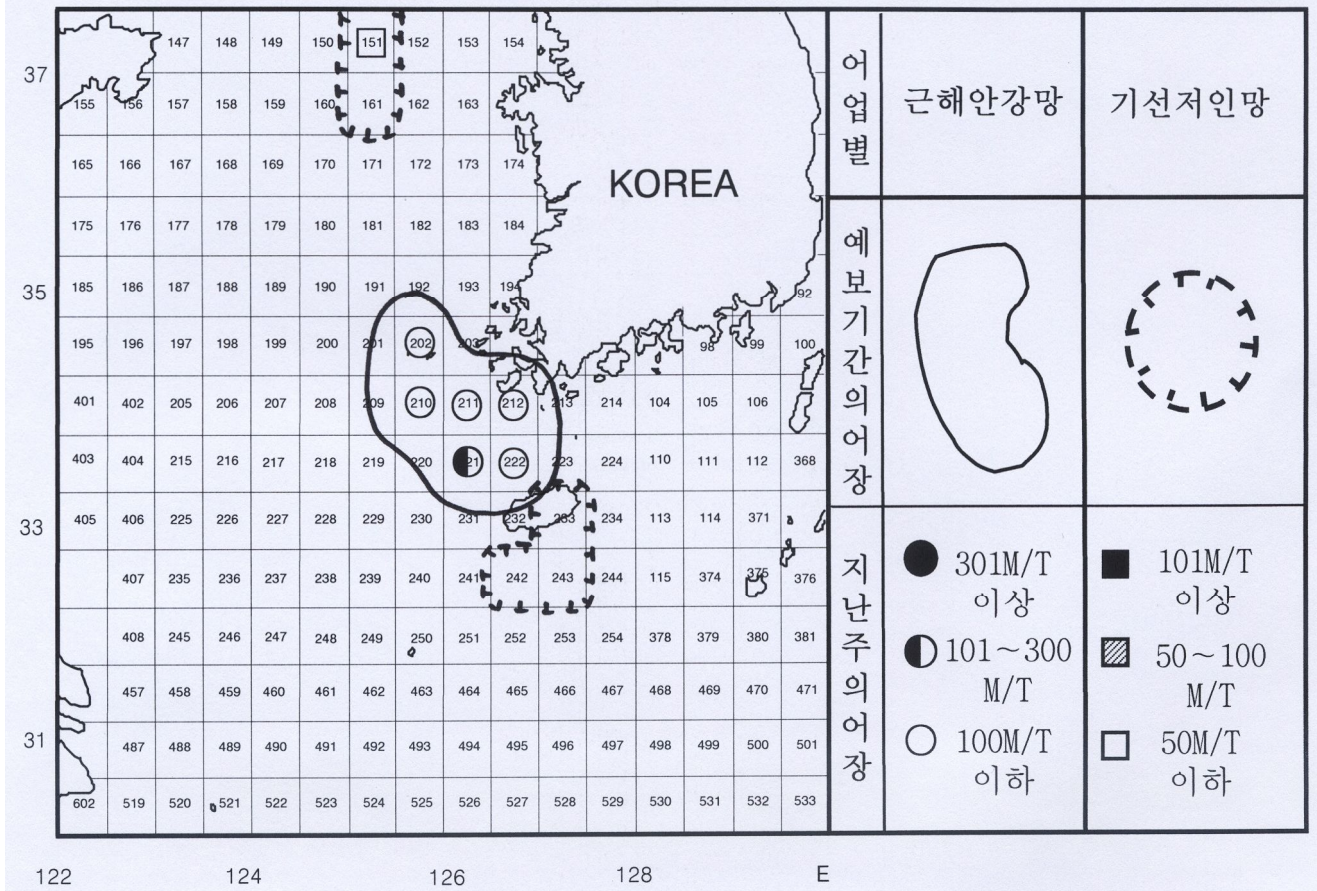 147 148 149 150 151 152 153 154
37
155 156 157 158 159 160 161 162 163
165 166 167 168 169 170 171 172 173 174
KOREA
175 176 177 178 179 180 181 182 183 184
35
185 186 187 188 189 190 191 192 193 194 92
195 196 197 198 199 200 201 202 203 98 99 100
401 402 205 206 207 208 209 210 211 212 213 214 104 105 106
403 404 215 216 217 218 219 220 221 222 223 224 110 111 112 368
33
405 406 225 226 227 228 229 230 231 232 233 234 113 114 371
407 235 236 237 238 239 240 241 242 243 244 115 374 375 376
408 245 246 247 248 249 250 251 252 253 254 378 379 380 381
457 458 459 460 461 462 463 464 465 466 467 468 469 470 471
31
487 488 489 490 491 492 493 494 495 496 497 498 499 500 501
602 519 520 521 522 523 524 525 526 527 528 529 530 531 532 533
122 124 126 128 E
어업별
근해안강망
기선저인망
예보기간의어장
지난주의어장
301M/T
이상
101~300
M/T
100M/T
이하
101M/T
이상
50~100
M/T
50M/T
이하